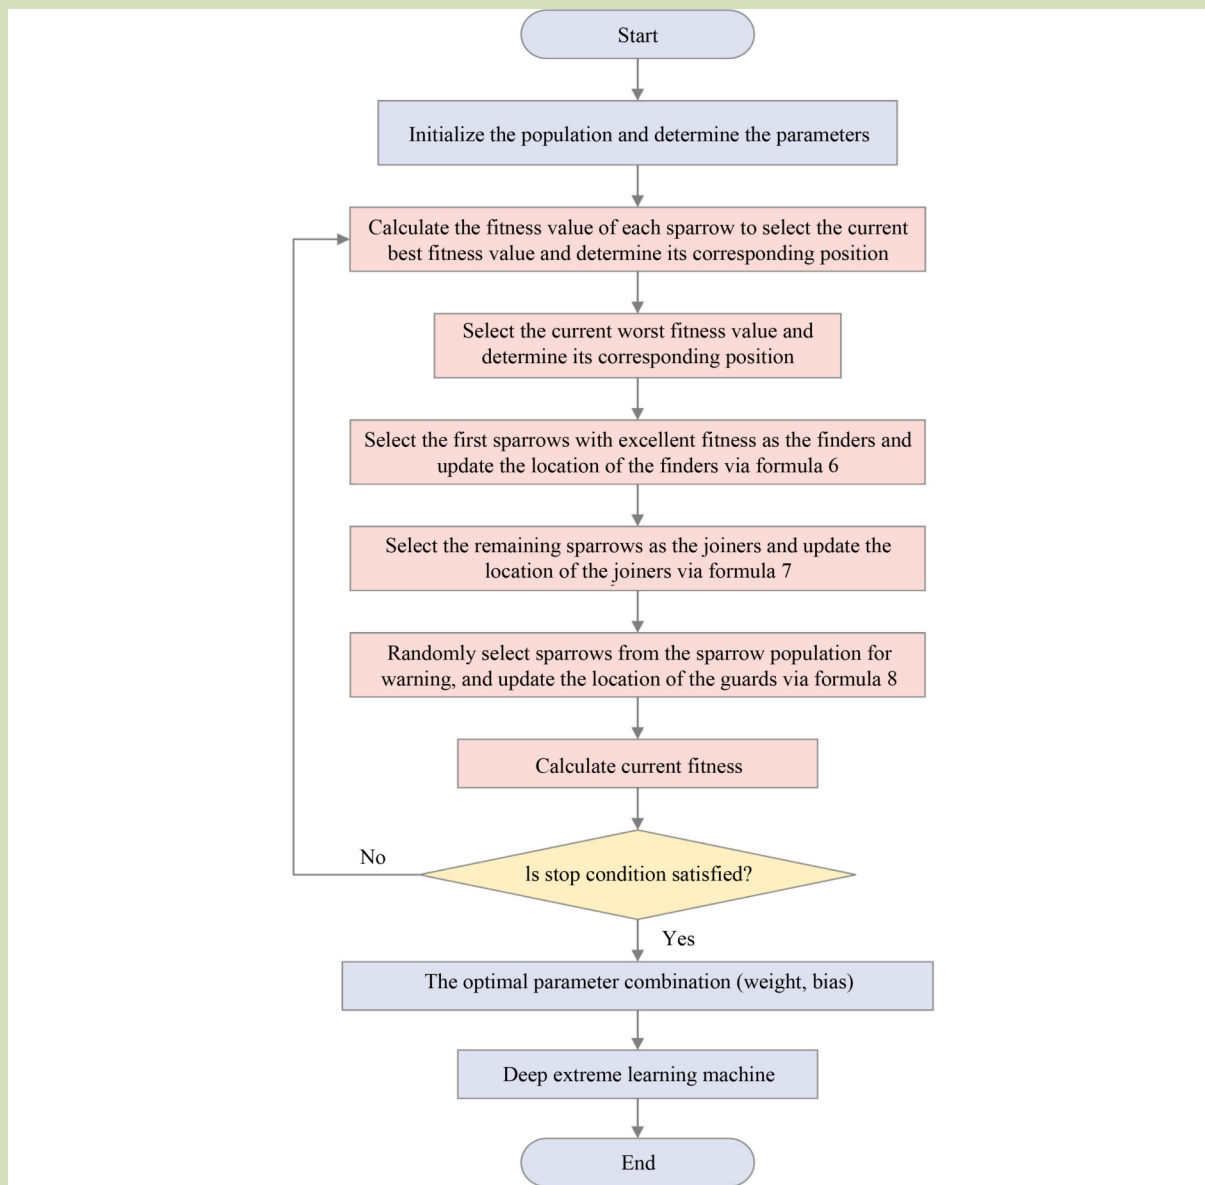 Start
Initialize the population and determine the parameters
Calculate the fitness value of each sparrow to select the current
best fitness value and determine its corresponding position
Select the current worst fitness value and
determine its corresponding position
Select the first sparrows with excellent fitness as the finders and
update the location of the finders via formula 6
Select the remaining sparrows as the joiners and update the
location of the joiners via formula 7
Randomly select sparrows from the sparrow population for
warning, and update the location of the guards via formula 8
Calculate current fitness
No
ls stop condition satisfied?
Yes
The optimal parameter combination (weight, bias)
Deep extreme learning machine
End